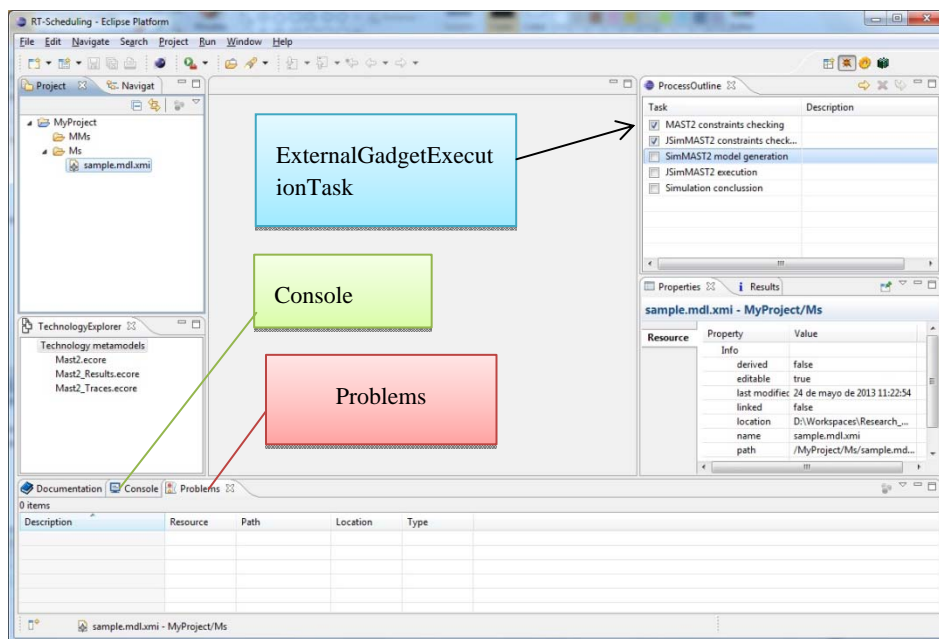 RT-Scheduling - Eclipse Platform
File Edit Navigate Search Project Run Window Help
Project Navigat
MyProject
MMs
Ms
sample.mdl.xmi
TechnologyExplorer
Technology metamodels
Mast2.ecore
Mast2_Results.ecore
Mast2_Traces.ecore
ExternalGadgetExecut
ionTask
Console
Problems
ProcessOutline
Task Description
MAST2 constraints checking
JSimMAST2 constraints check...
SimMAST2 model generation
JSimMAST2 execution
Simulation conclussion
Properties Results
sample.mdl.xmi - MyProject/Ms
Resource
Property Value
Info
derived false
editable true
last modifiec 24 de mayo de 2013 11:22:54
linked false
location D:\Workspaces\Research_...
name sample.mdl.xmi
path /MyProject/Ms/sample.md...
Documentation Console Problems
0 items
Description Resource Path Location Type
sample.mdl.xmi - MyProject/Ms